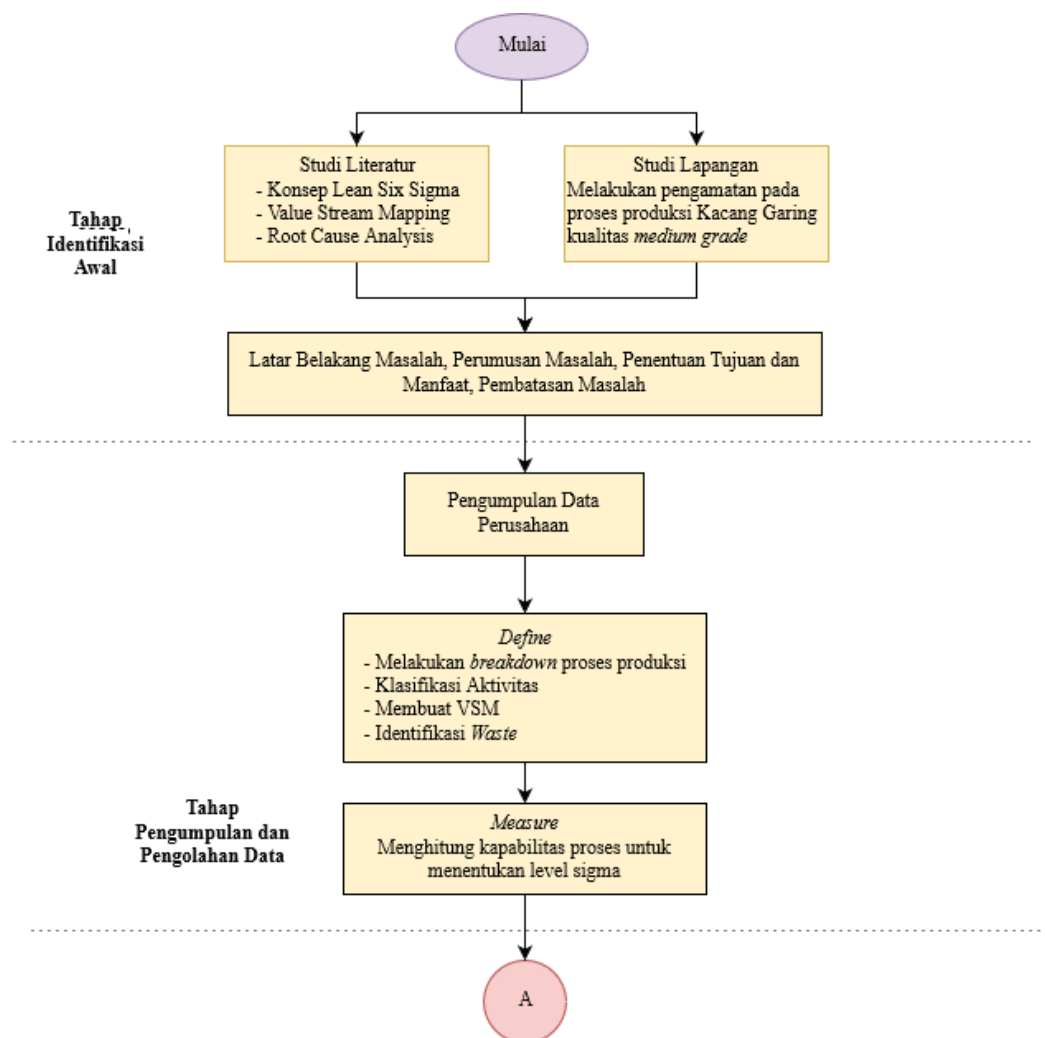 Mulai
Studi Literatur
- Konsep Lean Six Sigma
- Value Stream Mapping
- Root Cause Analysis
Studi Lapangan
Melakukan pengamatan pada
proses produksi Kacang Garing
kualitas medium grade
Tahap
Identifikasi
Awal
Latar Belakang Masalah, Perumusan Masalah, Penentuan Tujuan dan
Manfaat, Pembatasan Masalah
Pengumpulan Data
Perusahaan
Define
- Melakukan breakdown proses produksi
- Klasifikasi Aktivitas
- Membuat VSM
- Identifikasi Waste
Tahap
Pengumpulan dan
Pengolahan Data
Measure
Menghitung kapabilitas proses untuk
menentukan level sigma
A